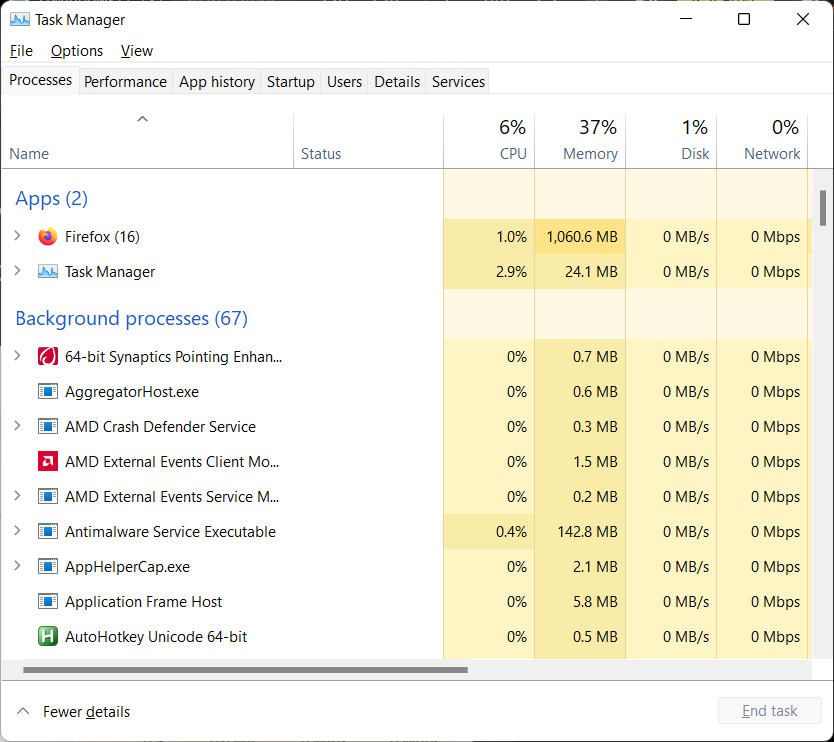 Task Manager
File Options View
Processes Performance App history Startup Users Details Services
6% 37% 1% 0%
Name Status CPU Memory Disk Network
Apps (2)
Firefox (16) 1.0% 1,060.6 MB 0 MB/s 0 Mbps
Task Manager 2.9% 24.1 MB 0 MB/s 0 Mbps
Background processes (67)
64-bit Synaptics Pointing Enhan... 0% 0.7 MB 0 MB/s 0 Mbps
AggregatorHost.exe 0% 0.6 MB 0 MB/s 0 Mbps
AMD Crash Defender Service 0% 0.3 MB 0 MB/s 0 Mbps
AMD External Events Client Mo... 0% 1.5 MB 0 MB/s 0 Mbps
AMD External Events Service M... 0% 0.2 MB 0 MB/s 0 Mbps
Antimalware Service Executable 0.4% 142.8 MB 0 MB/s 0 Mbps
AppHelperCap.exe 0% 2.1 MB 0 MB/s 0 Mbps
Application Frame Host 0% 5.8 MB 0 MB/s 0 Mbps
AutoHotkey Unicode 64-bit 0% 0.5 MB 0 MB/s 0 Mbps
Fewer details End task